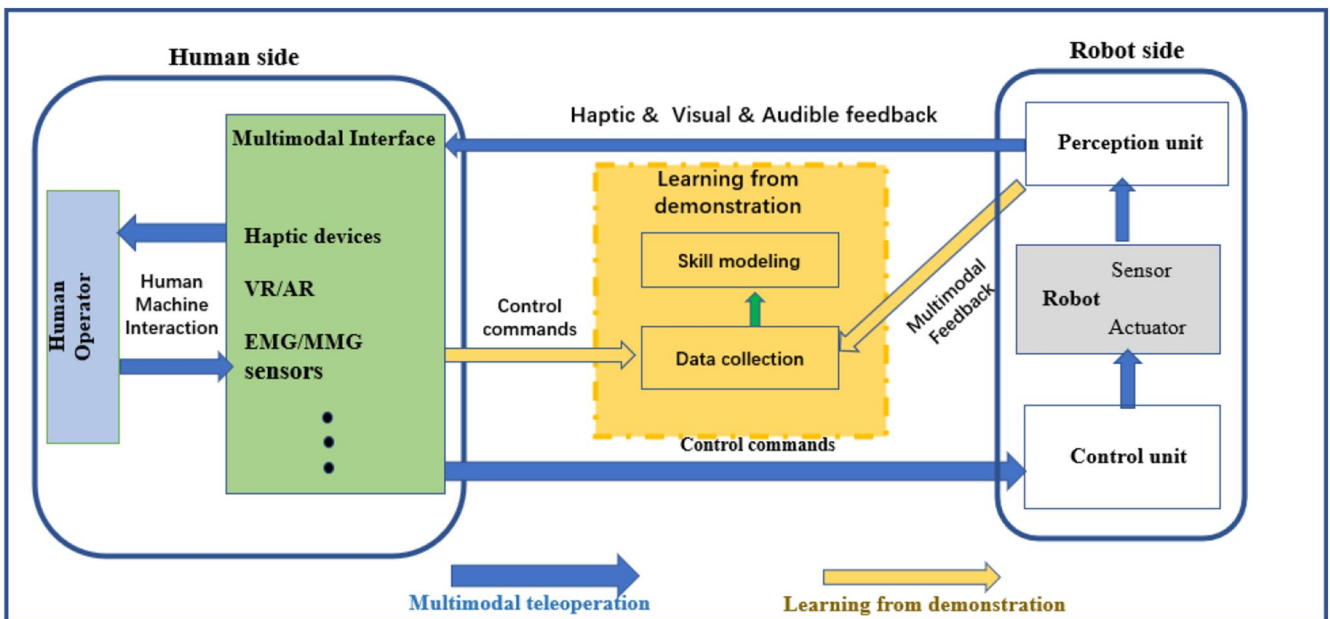 Human side
Robot side
Haptic & Visual & Audible feedback
Multimodal Interface
Perception unit
Learning from
demonstration
Haptic devices
Skill modeling
Sensor
Robot
Actuator
Human
Operator
Human
Machine
Interaction
VR/AR
Control
commands
Multimodal
Feedback
EMG/MMG
sensors
Data collection
Control commands
Control unit
Multimodal teleoperation
Learning from demonstration